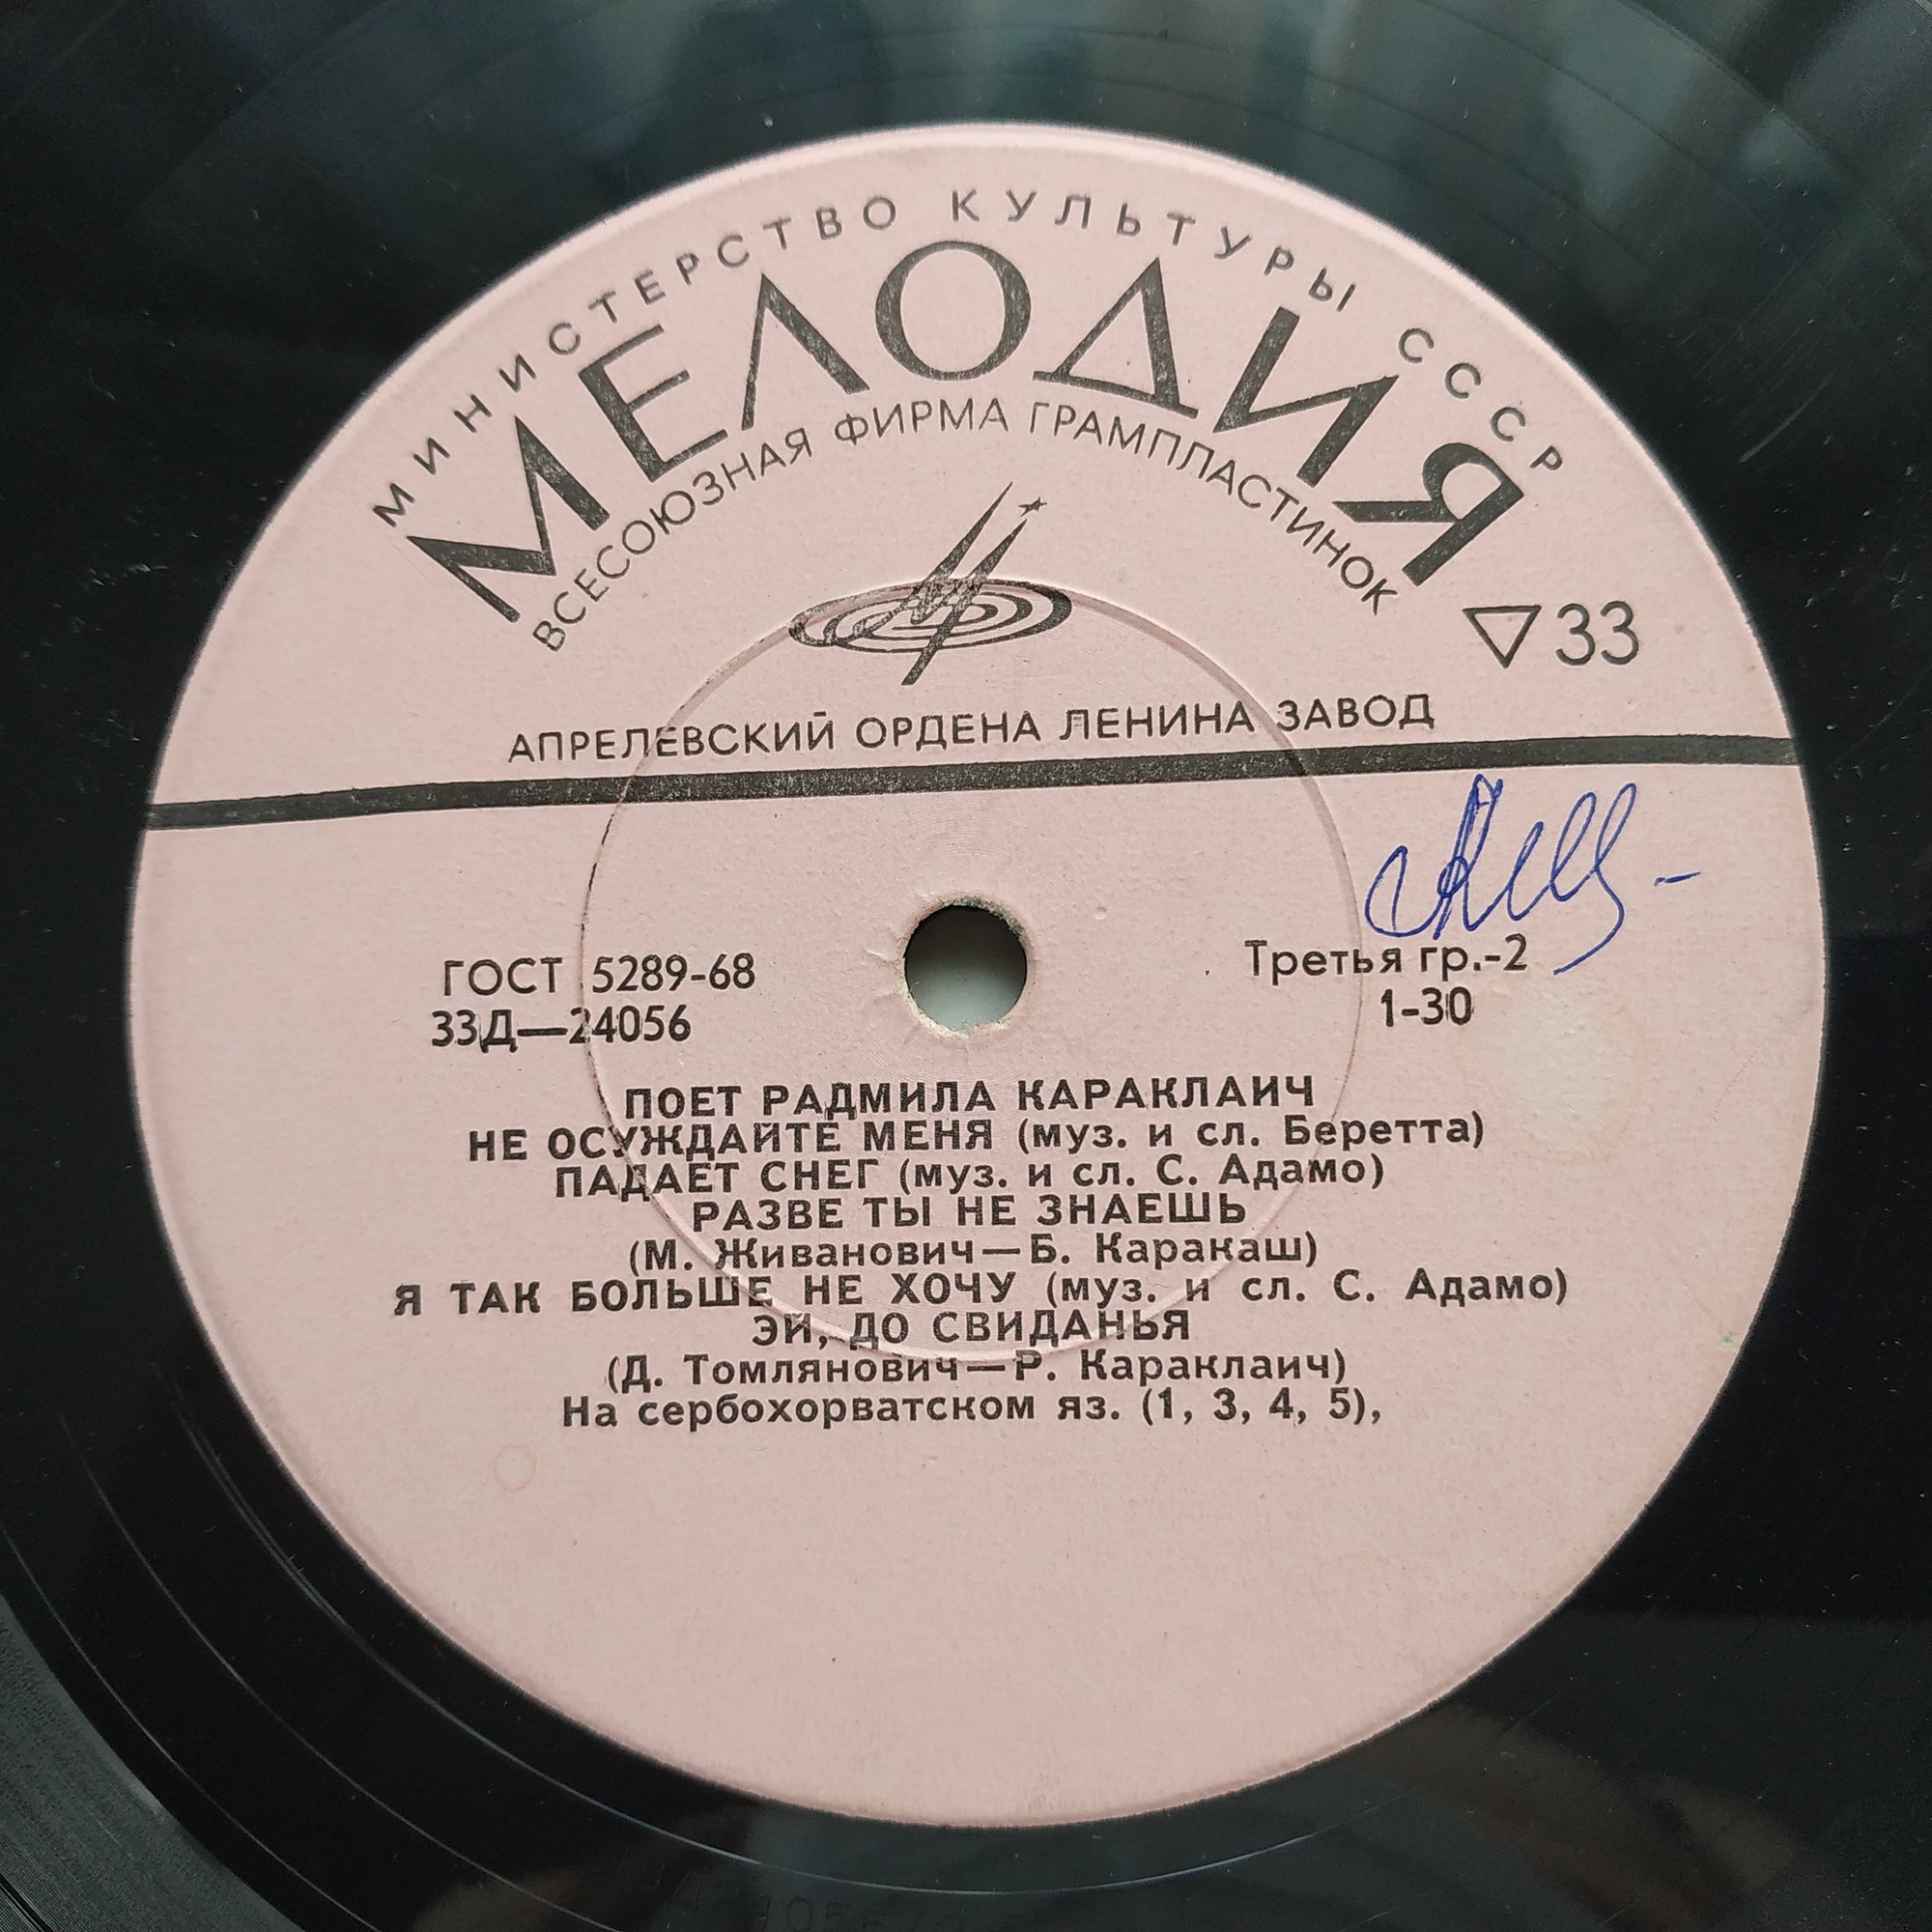 МИНИСТЕРСТВО КУЛЬТУРЫ СССР
МЕЛОДИЯ
ВСЕСОЮЗНАЯ ФИРМА ГРАМПЛАСТИНОК
33
АПРЕЛЕВСКИЙ ОРДЕНА ЛЕНИНА ЗАВОД
ГОСТ 5289-68
33Д—24056
Третья гр.-2
1-30
ПОЕТ РАДМИЛА КАРАКЛАИЧ
НЕ ОСУЖДАЙТЕ МЕНЯ (муз. и сл. Беретта)
ПАДАЕТ СНЕГ (муз. и сл. С. Адамо)
РАЗВЕ ТЫ НЕ ЗНАЕШЬ
(М. Живанович—Б. Каракаш)
Я ТАК БОЛЬШЕ НЕ ХОЧУ (муз. и сл. С. Адамо)
ЭЙ, ДО СВИДАНЬЯ
(Д. Томлянович—Р. Караклаич)
На сербохорватском яз. (1, 3, 4, 5),